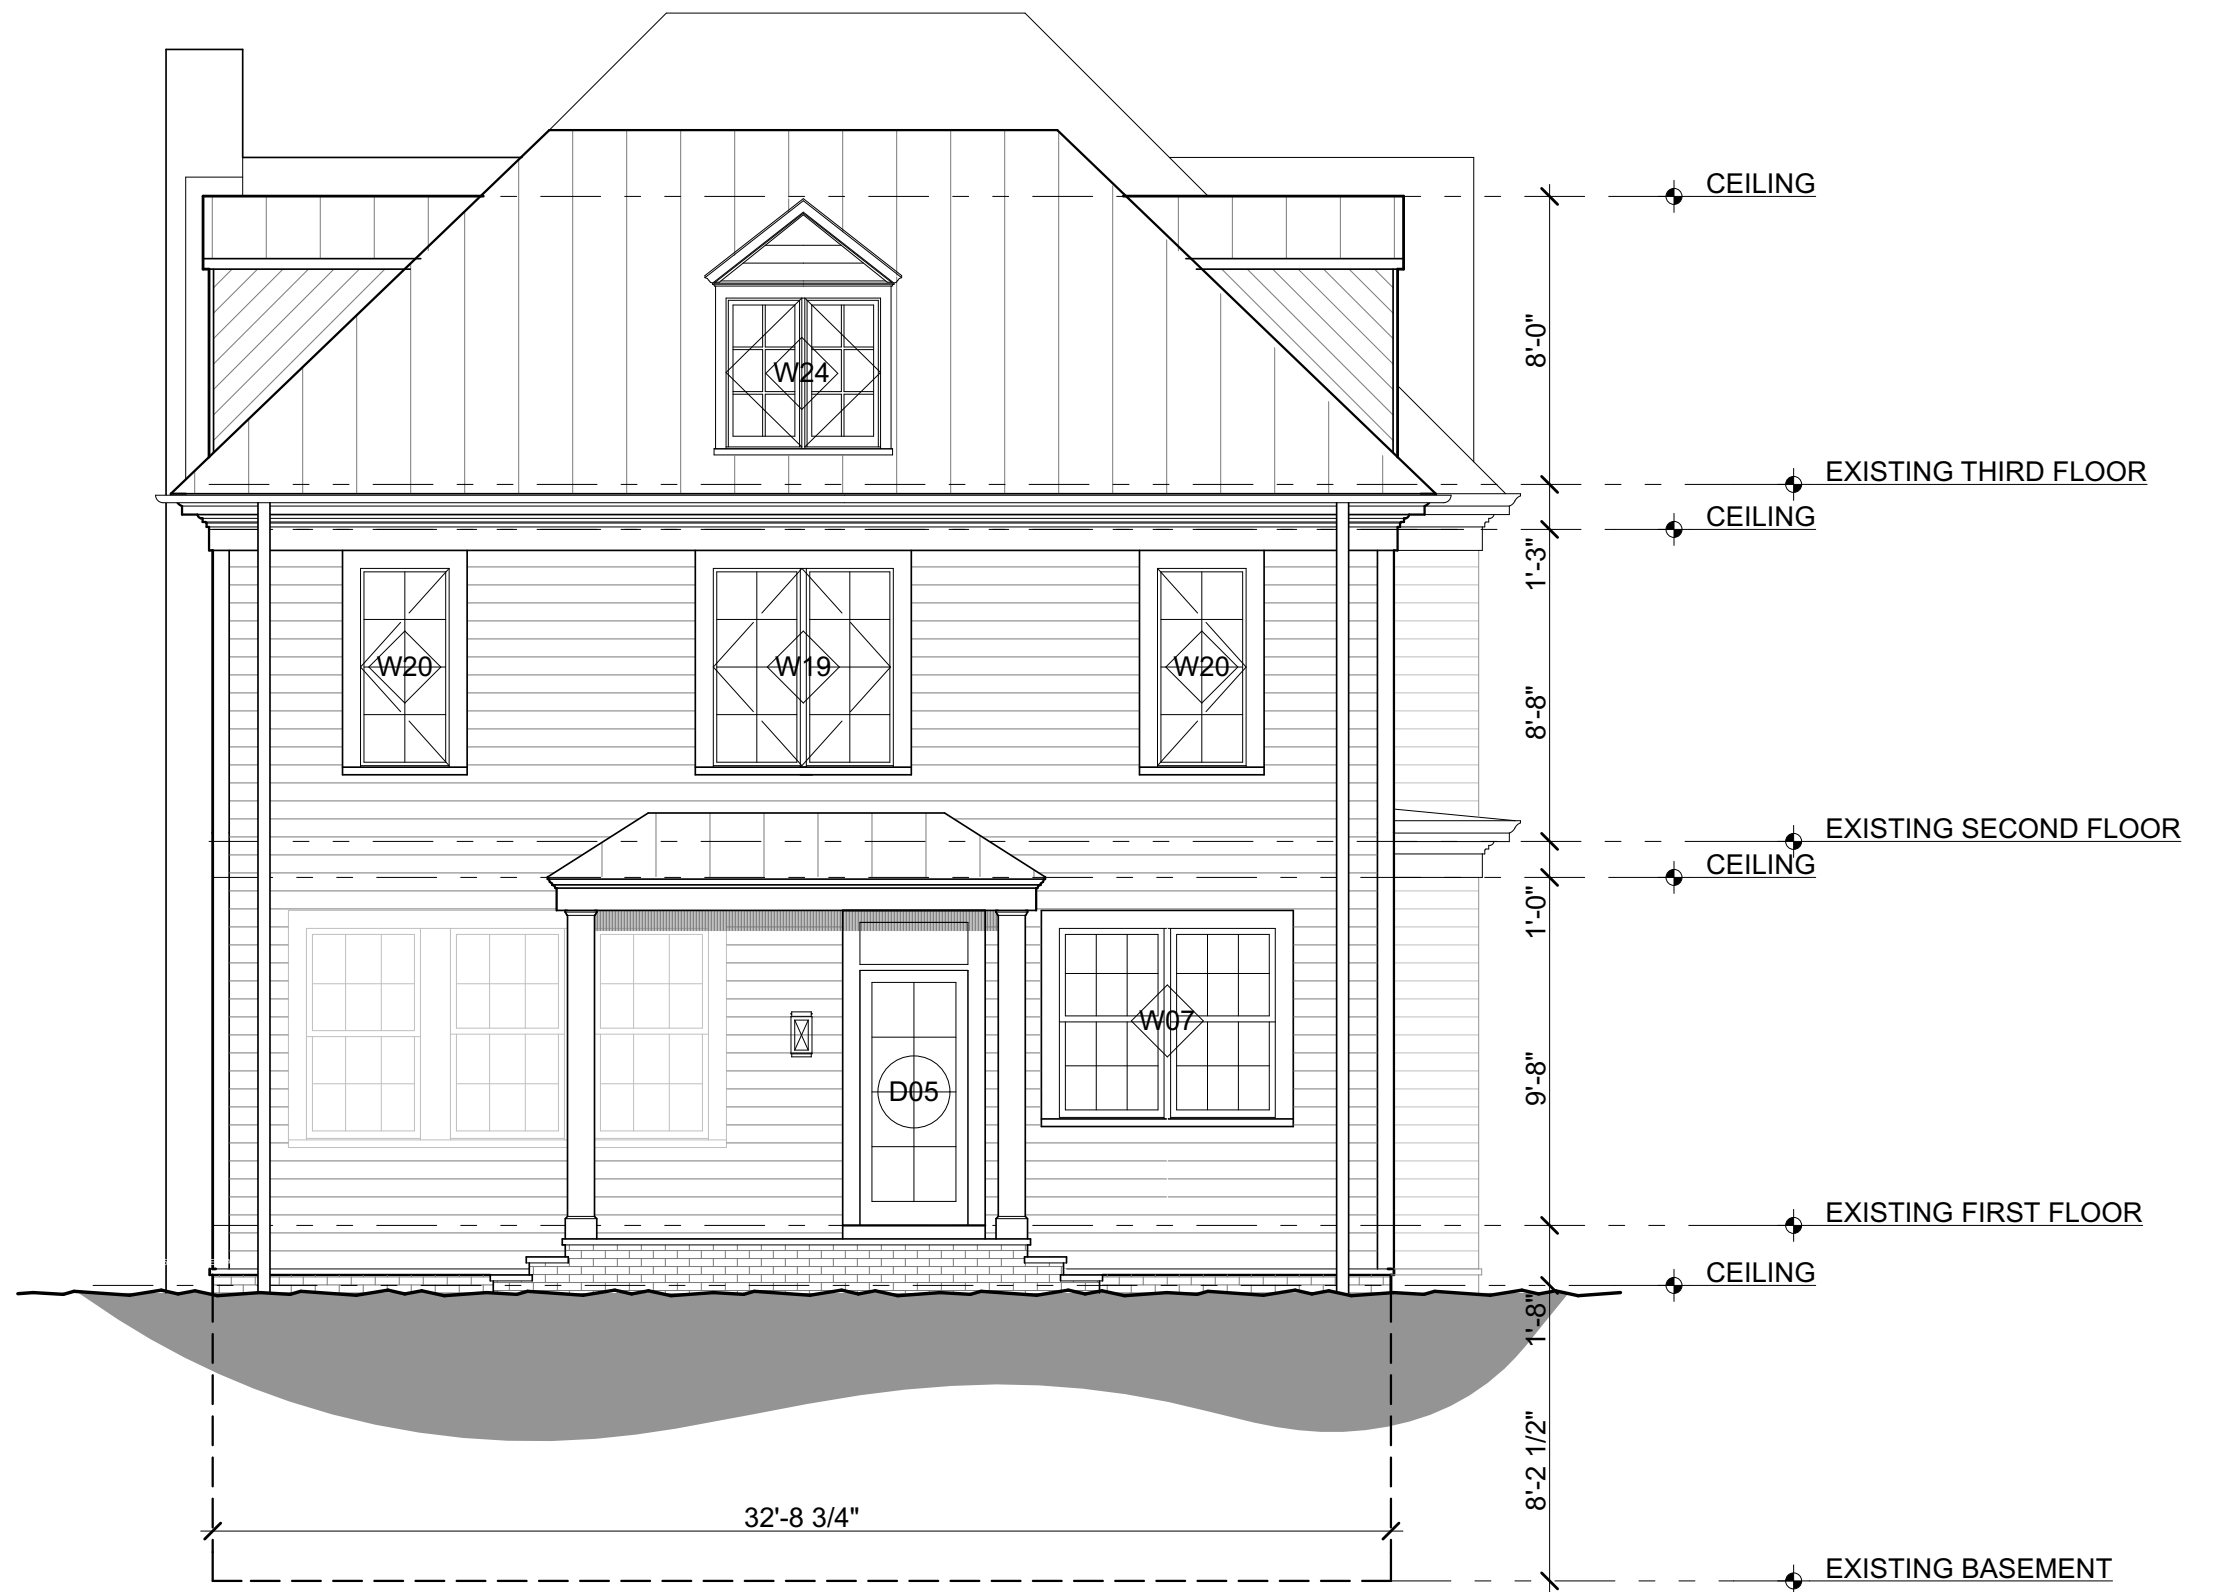 CEILING
8'-0"
W24
EXISTING THIRD FLOOR
CEILING
1'-3"
W20
W19
W20
8'-8"
EXISTING SECOND FLOOR
CEILING
1'-0"
W07
D05
9'-8"
EXISTING FIRST FLOOR
CEILING
1'-8"
8'-2 1/2"
32'-8 3/4"
EXISTING BASEMENT